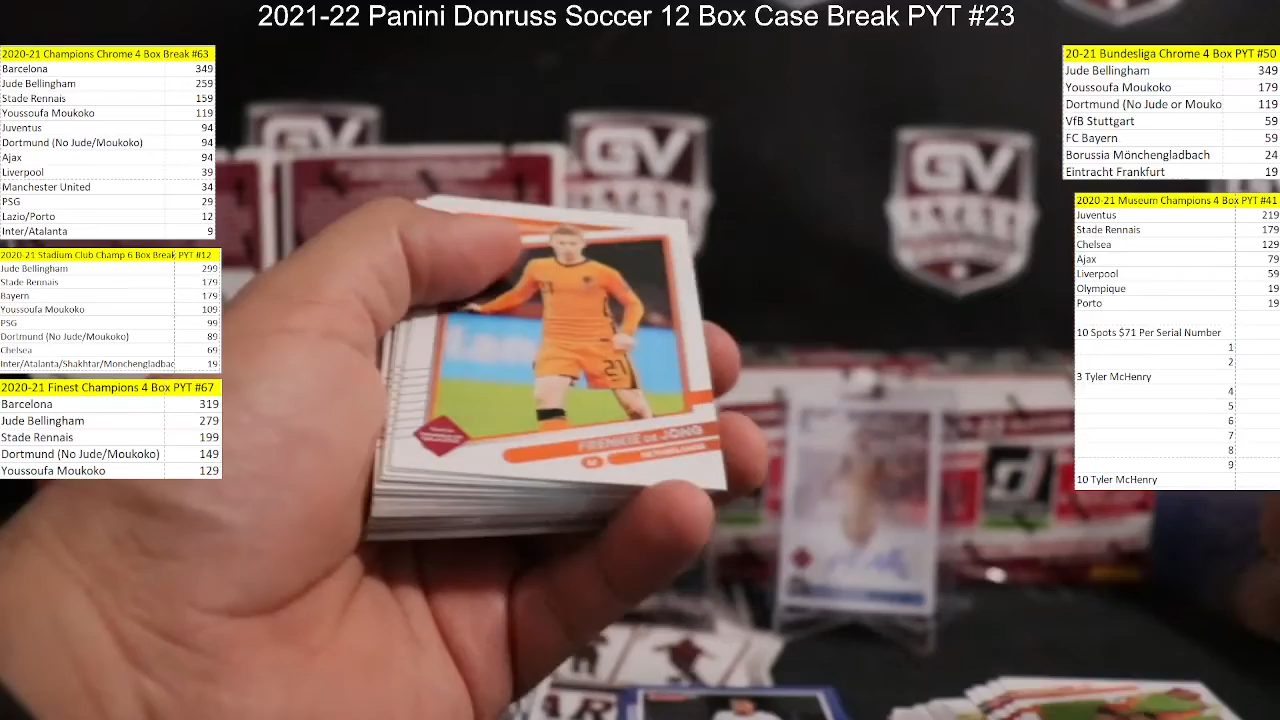 2021-22 Panini Donruss Soccer 12 Box Case Break PYT #23
2020-21 Champions Chrome 4 Box Break #63
Barcelona 349
Jude Bellingham 259
Stade Rennais 159
Youssoufa Moukoko 119
Juventus 94
Dortmund (No Jude/Moukoko) 94
Ajax 94
Liverpool 39
Manchester United 34
PSG 29
Lazio/Porto 12
Inter/Atalanta 9
2020-21 Stadium Club Champ 6 Box Break PYT #12
Jude Bellingham 299
Stade Rennais 179
Bayern 179
Youssoufa Moukoko 109
PSG 99
Dortmund (No Jude/Moukoko) 89
Chelsea 69
Inter/Atalanta/Shakhtar/Monchengladbac 19
2020-21 Finest Champions 4 Box PYT #67
Barcelona 319
Jude Bellingham 279
Stade Rennais 199
Dortmund (No Jude/Moukoko) 149
Youssoufa Moukoko 129
20-21 Bundesliga Chrome 4 Box PYT #50
Jude Bellingham 349
Youssoufa Moukoko 179
Dortmund (No Jude or Mouko 119
VfB Stuttgart 59
FC Bayern 59
Borussia Mönchengladbach 24
Eintracht Frankfurt 19
2020-21 Museum Champions 4 Box PYT #41
Juventus 219
Stade Rennais 179
Chelsea 129
Ajax 79
Liverpool 59
Olympique 19
Porto 19
10 Spots $71 Per Serial Number
1
2
3 Tyler McHenry
4
5
6
7
8
9
10 Tyler McHenry
GV
GV
GV
21
FRENKIE DE JONG
M NETHERLANDS